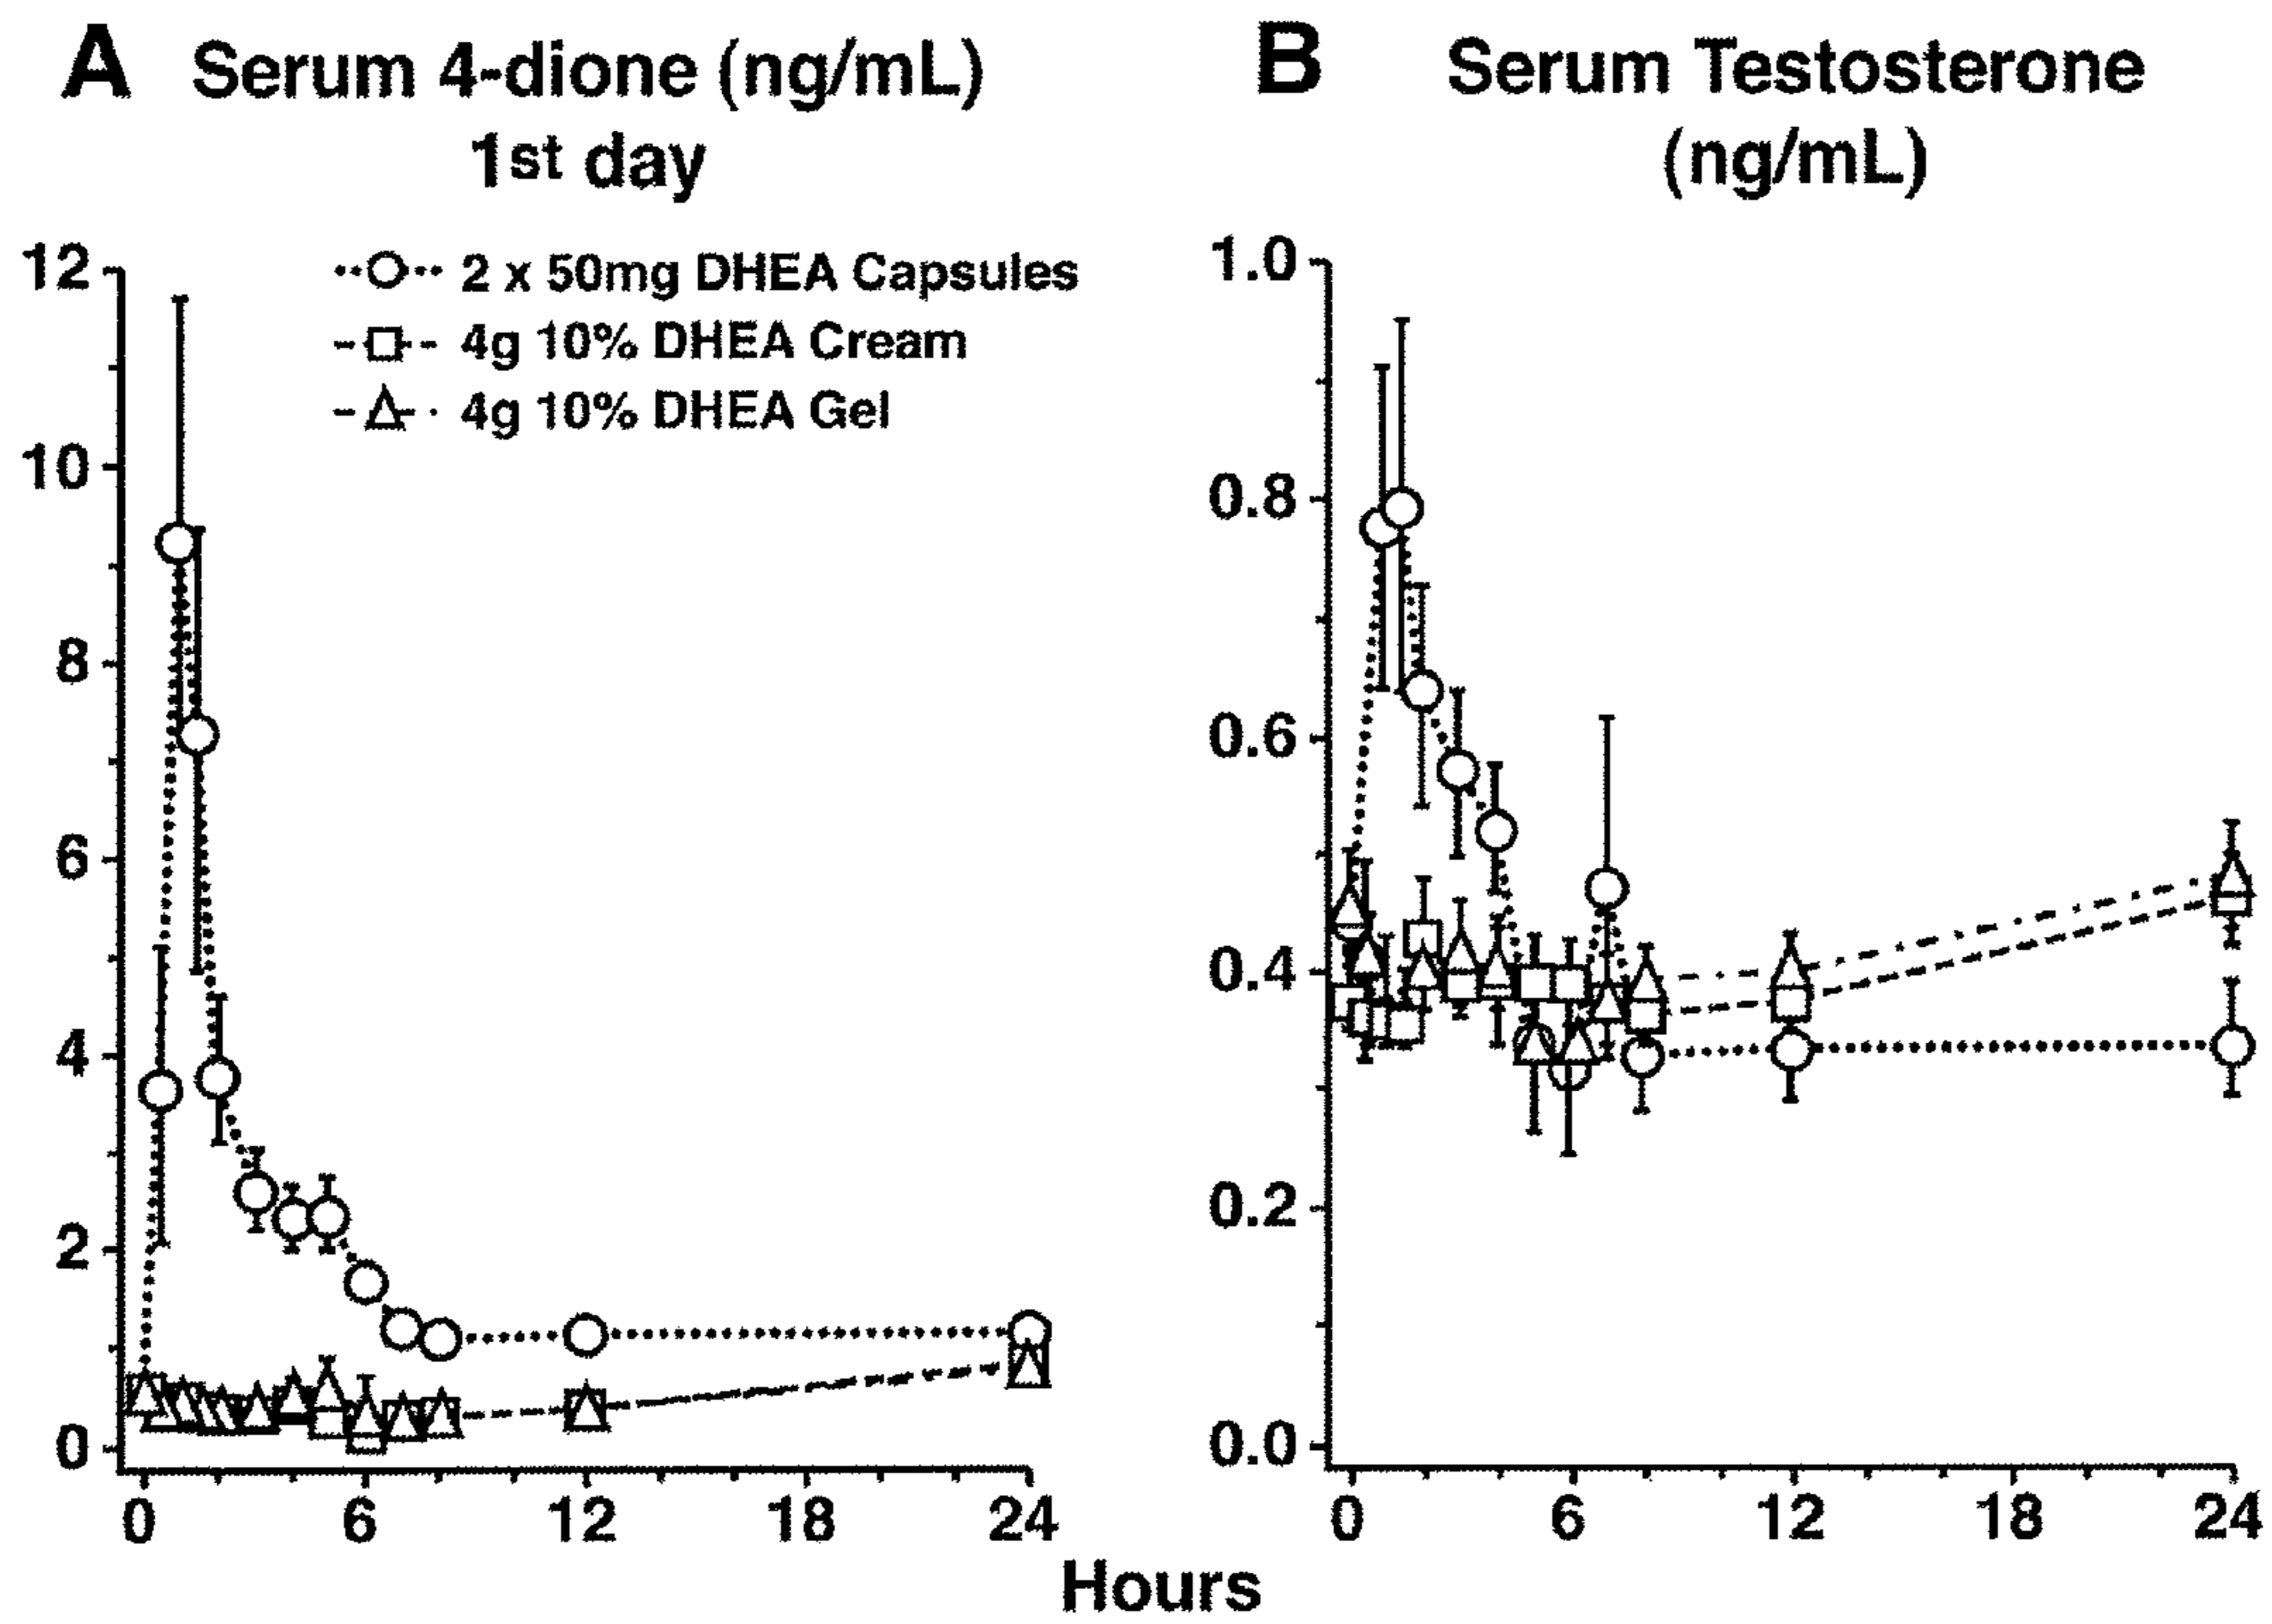 A Serum 4-dione (ng/mL)
1st day
2 x 50mg DHEA Capsules
4g 10% DHEA Cream
4g 10% DHEA Gel
12
10
8
6
4
2
0
0 6 12 18 24
B Serum Testosterone
(ng/mL)
1.0
0.8
0.6
0.4
0.2
0.0
0 6 12 18 24
Hours